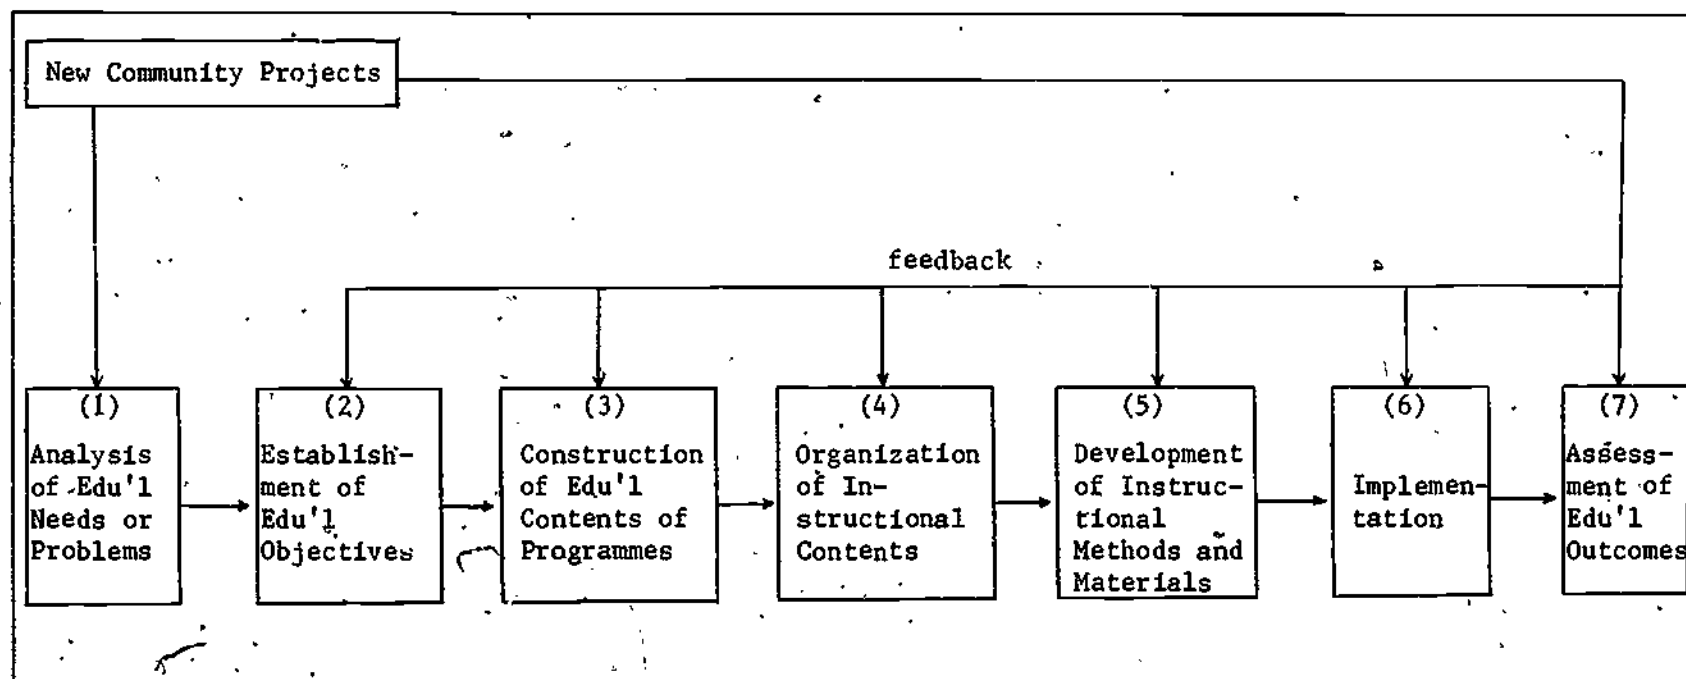 New Community Projects
feedback
(1)
Analysis
of Edu'l
Needs or
Problems
(2)
Establish-
ment of
Edu'l
Objectives
(3)
Construction
of Edu'l
Contents of
Programmes
(4)
Organization
of In-
structional
Contents
(5)
Development
of Instruc-
tional
Methods and
Materials
(6)
Implemen-
tation
(7)
Assess-
ment of
Edu'l
Outcomes